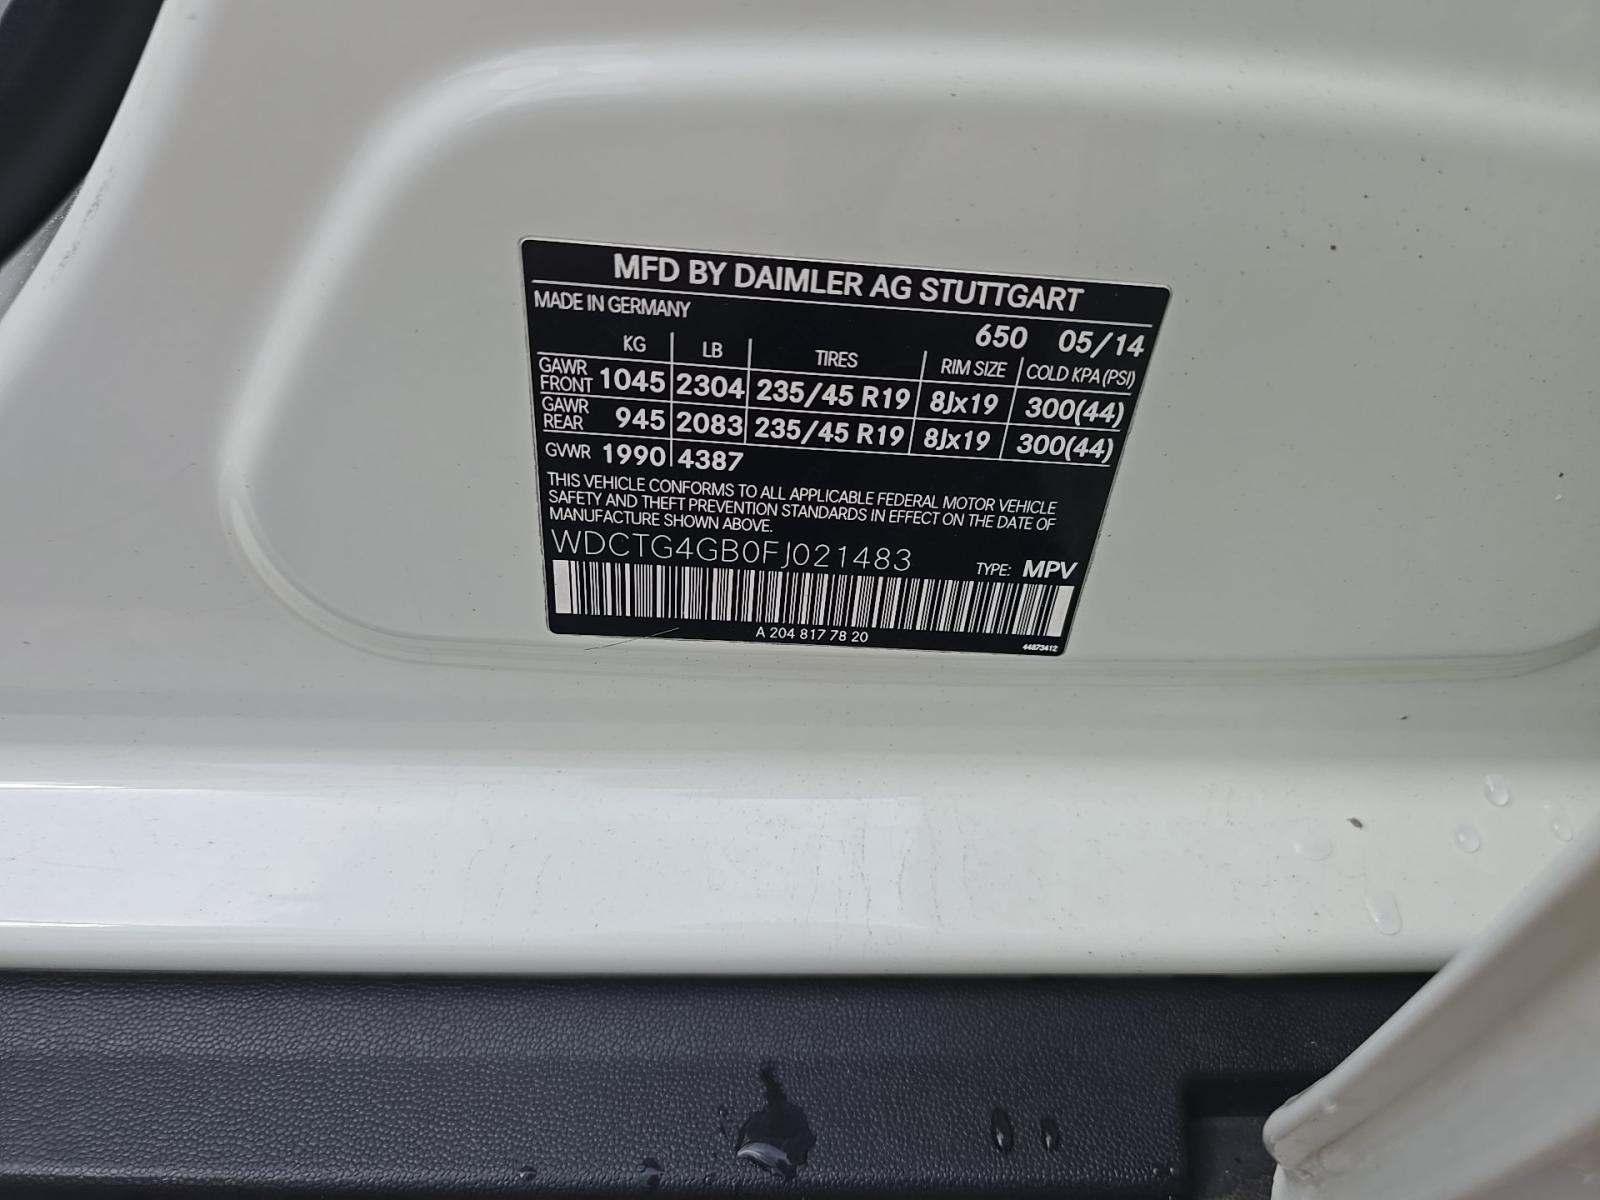 MFD BY DAIMLER AG STUTTGART
MADE IN GERMANY
650 05/14
KG LB TIRES RIM SIZE COLD KPA (PSI)
GAWR FRONT 1045 2304 235/45 R19 8Jx19 300(44)
GAWR REAR 945 2083 235/45 R19 8Jx19 300(44)
GVWR 1990 4387
THIS VEHICLE CONFORMS TO ALL APPLICABLE FEDERAL MOTOR VEHICLE
SAFETY AND THEFT PREVENTION STANDARDS IN EFFECT ON THE DATE OF
MANUFACTURE SHOWN ABOVE.
WDCTG4GB0FJ021483 TYPE: MPV
A 204 817 78 20
44873412